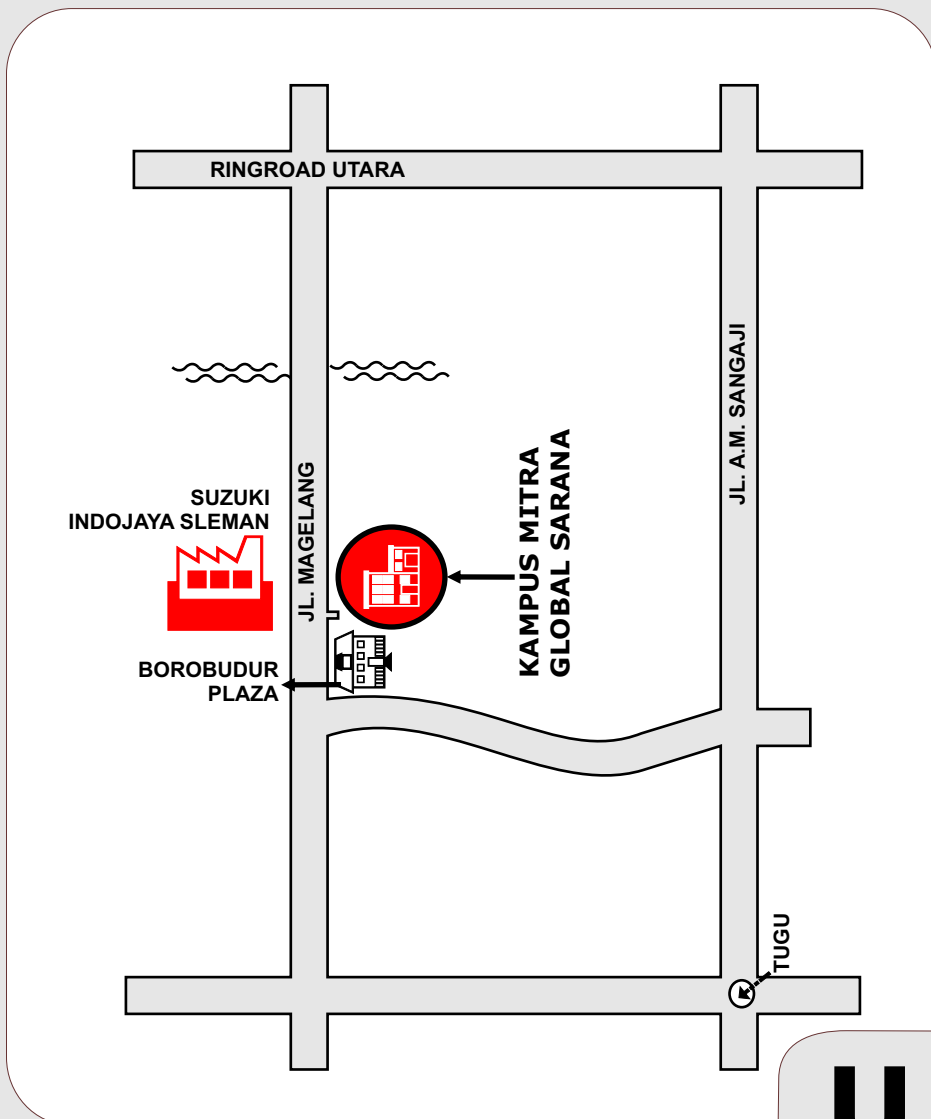 RINGROAD UTARA
JL. A.M. SANGAJI
JL. MAGELANG
SUZUKI
INDOJAYA SLEMAN
KAMPUS MITRA
GLOBAL SARANA
BOROBUDUR
PLAZA
TUGU